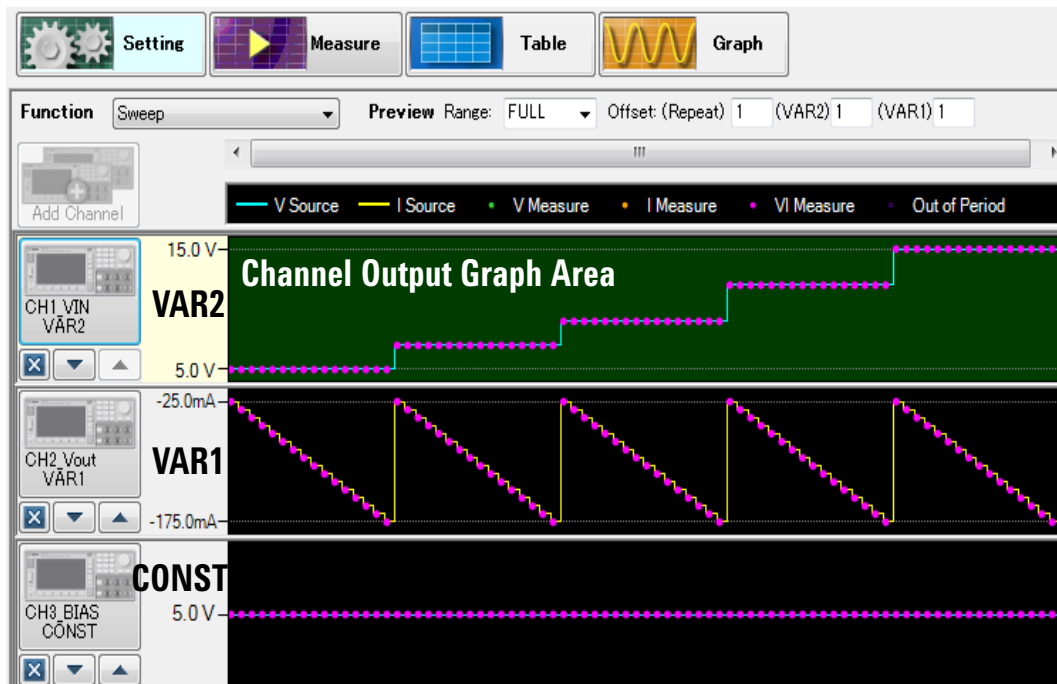 Setting Measure Table Graph
Function Sweep Preview Range: FULL Offset: (Repeat) 1 (VAR2) 1 (VAR1) 1
Add Channel
V Source I Source V Measure I Measure VI Measure Out of Period
15.0 V
Channel Output Graph Area
VAR2
CH1_VIN
VAR2
5.0 V
-25.0mA
VAR1
CH2_Vout
VAR1
-175.0mA
CONST
CH3_BIAS
CONST
5.0 V